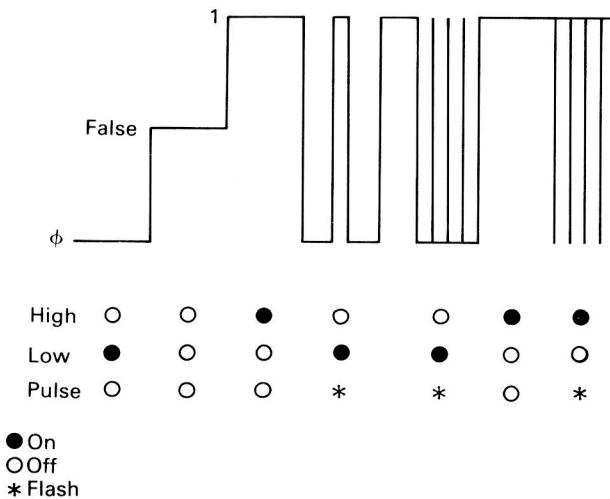 1
False
ϕ
High
Low
Pulse
On
Off
* Flash